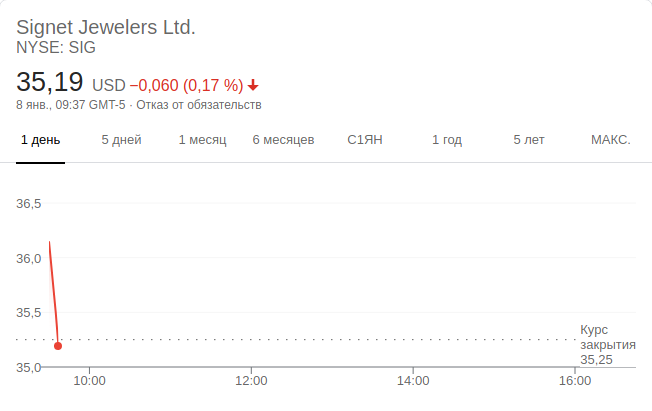 Signet Jewelers Ltd.
NYSE: SIG
35,19 USD −0,060 (0,17 %)
8 янв., 09:37 GMT-5 · Отказ от обязательств
1 день 5 дней 1 месяц 6 месяцев С1ЯН 1 год 5 лет МАКС.
36,5
36,0
35,5
Курс
закрытия
35,25
35,0
10:00 12:00 14:00 16:00